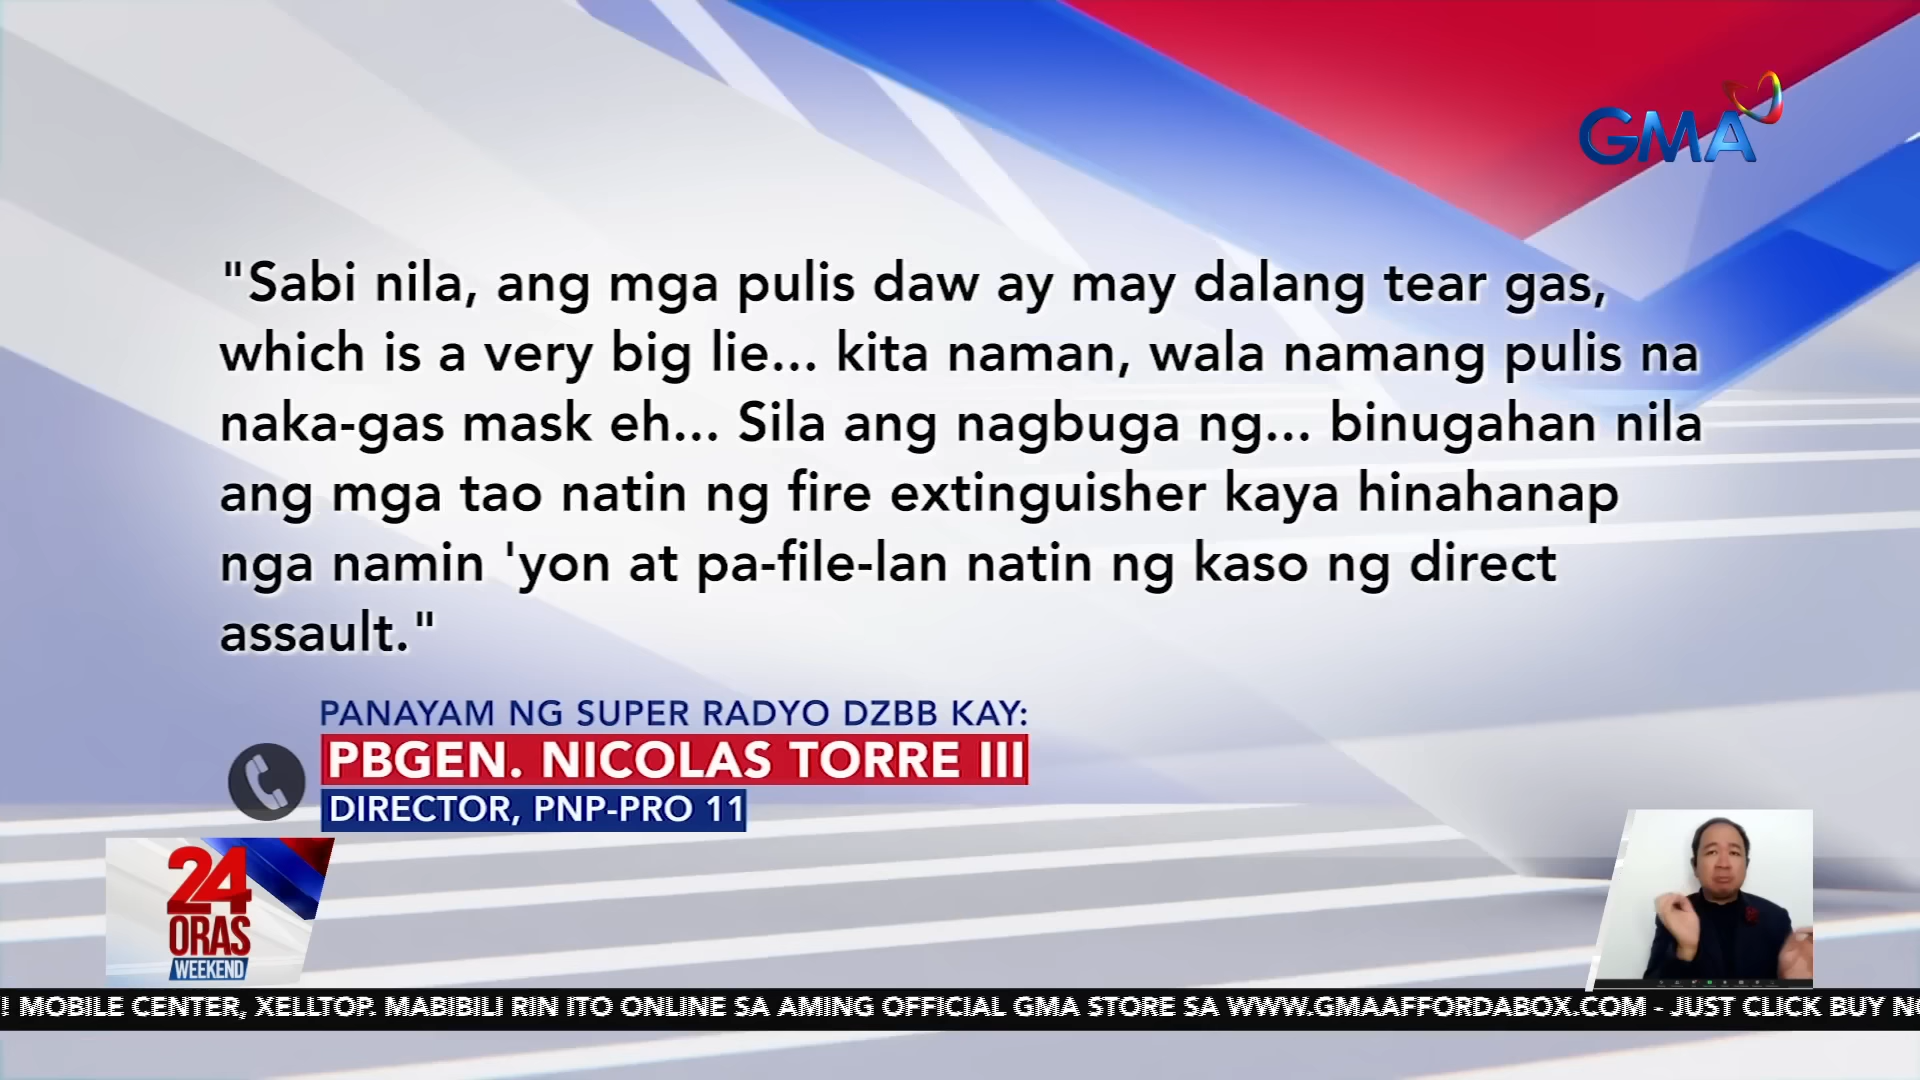 GMA
"Sabi nila, ang mga pulis daw ay may dalang tear gas,
which is a very big lie... kita naman, wala namang pulis na
naka-gas mask eh... Sila ang nagbuga ng... binugahan nila
ang mga tao natin ng fire extinguisher kaya hinahanap
nga namin 'yon at pa-file-lan natin ng kaso ng direct
assault."
PANAYAM NG SUPER RADYO DZBB KAY:
PBGEN. NICOLAS TORRE III
DIRECTOR, PNP-PRO 11
24
ORAS
WEEKEND
! MOBILE CENTER, XELLTOP. MABIBILI RIN ITO ONLINE SA AMING OFFICIAL GMA STORE SA WWW.GMAAFFORDABOX.COM - JUST CLICK BUY